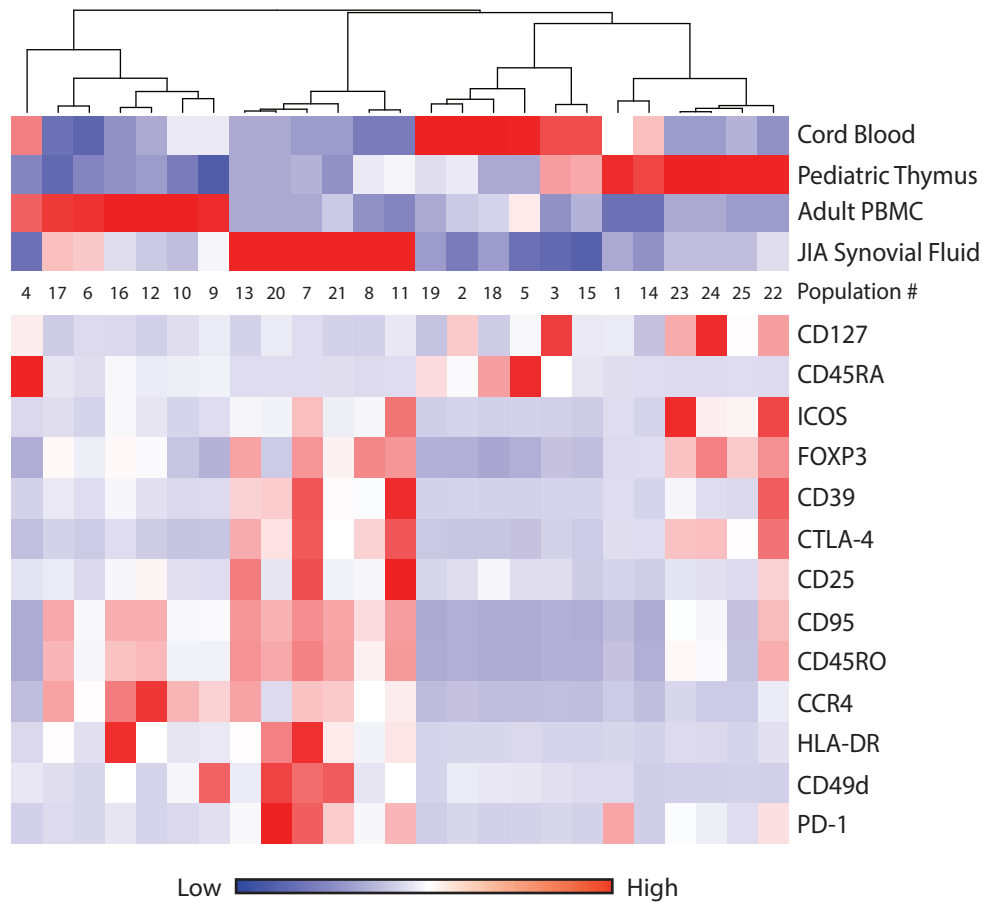 Cord Blood
Pediatric Thymus
Adult PBMC
JIA Synovial Fluid
4 17 6 16 12 10 9 13 20 7 21 8 11 19 2 18 5 3 15 1 14 23 24 25 22 Population #
CD127
CD45RA
ICOS
FOXP3
CD39
CTLA-4
CD25
CD95
CD45RO
CCR4
HLA-DR
CD49d
PD-1
Low High